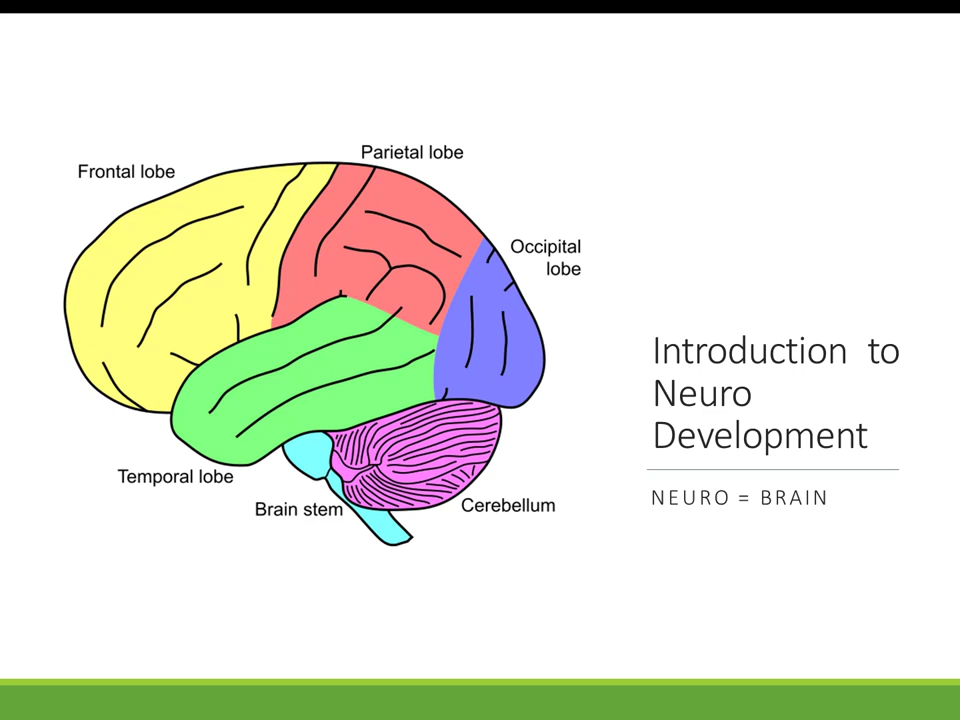 Parietal lobe
Frontal lobe
Occipital
lobe
Introduction to
Neuro
Development
Temporal lobe
Brain stem
Cerebellum
NEURO = BRAIN